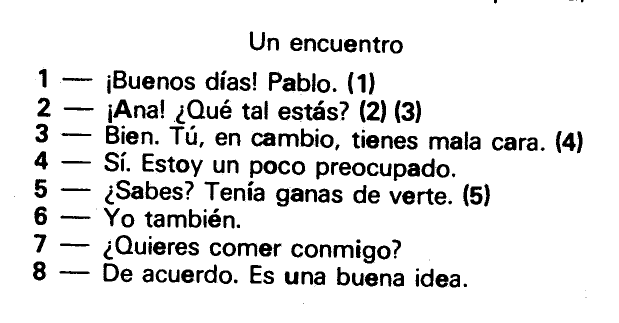 Un encuentro
1 — ¡Buenos días! Pablo. (1)
2 — ¡Ana! ¿Qué tal estás? (2) (3)
3 — Bien. Tú, en cambio, tienes mala cara. (4)
4 — Sí. Estoy un poco preocupado.
5 — ¿Sabes? Tenía ganas de verte. (5)
6 — Yo también.
7 — ¿Quieres comer conmigo?
8 — De acuerdo. Es una buena idea.